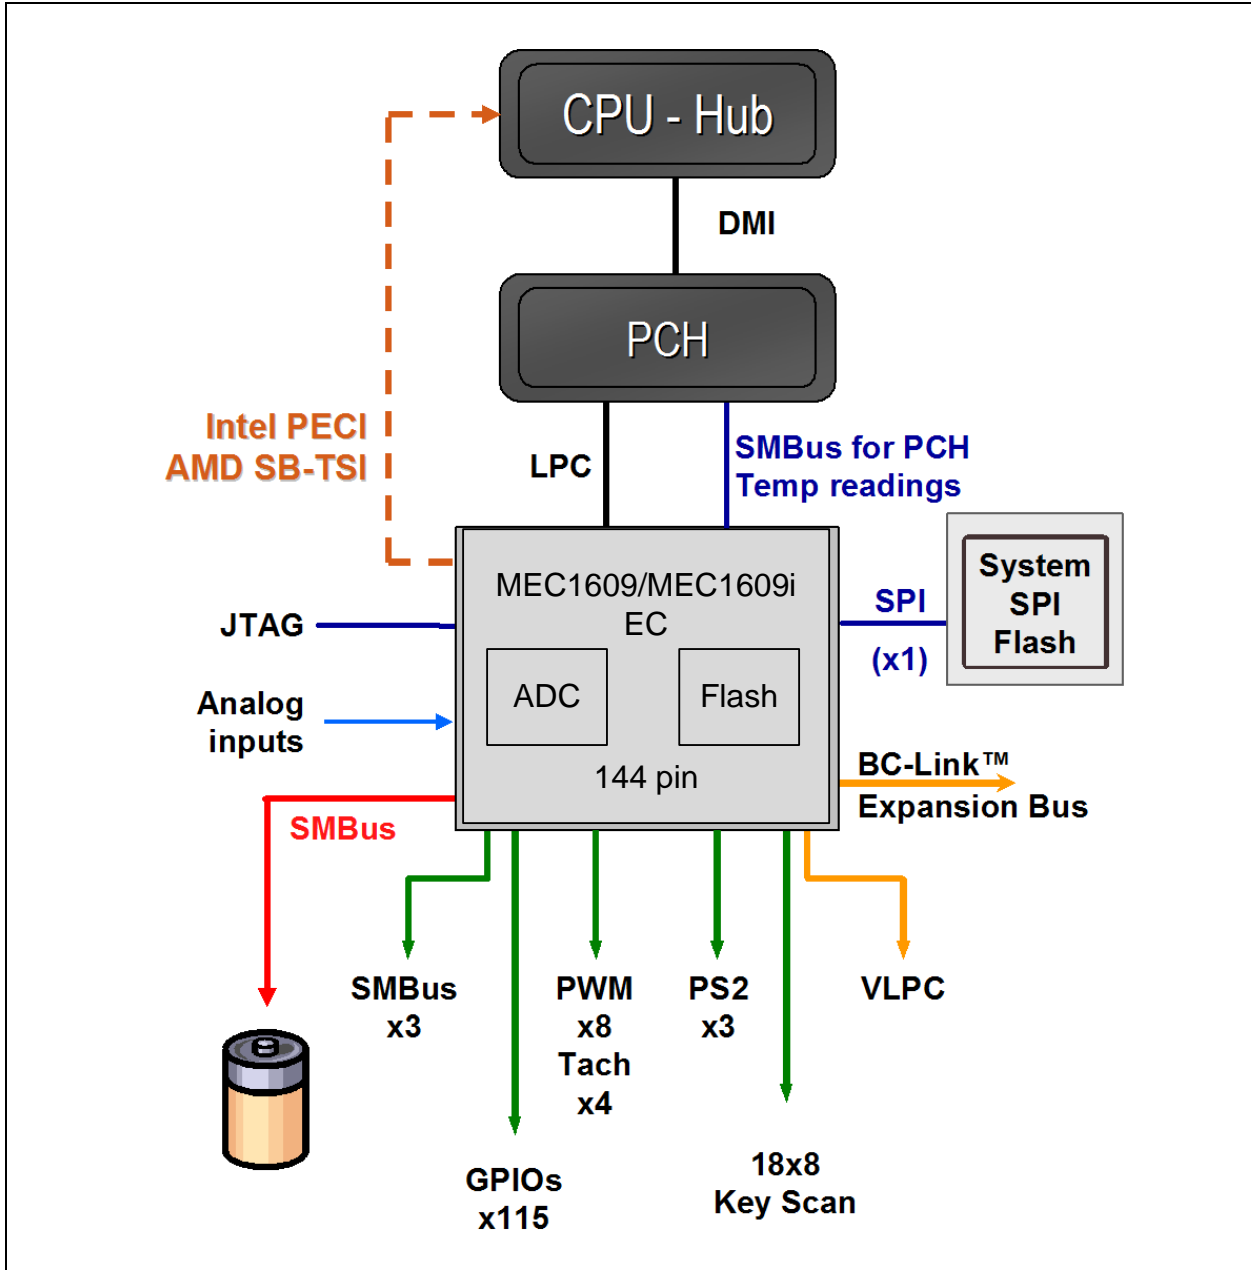 CPU - Hub
DMI
PCH
Intel PECI
AMD SB-TSI
LPC
SMBus for PCH
Temp readings
MEC1609/MEC1609i
EC
System
SPI
Flash
SPI
(x1)
JTAG
ADC
Flash
Analog
inputs
144 pin
BC-Link™
Expansion Bus
SMBus
SMBus
x3
PWM
x8
Tach
x4
PS2
x3
VLPC
GPIOs
x115
18x8
Key Scan